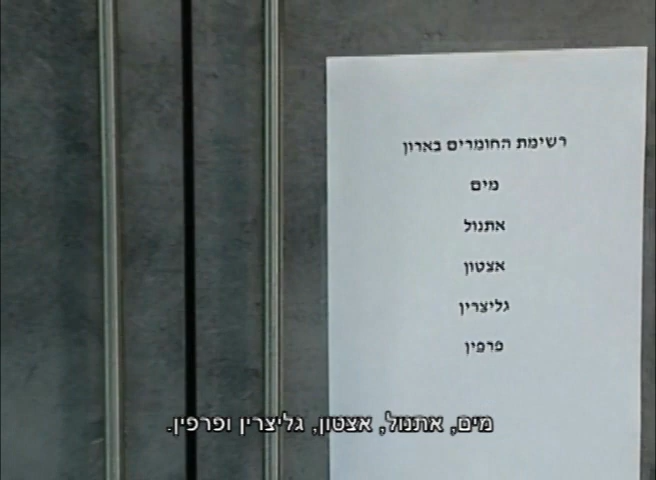 רשימת החומרים בארון
מים
אתנול
אצטון
גליצרין
פרפין
מים, אתנול, אצטון, גליצרין ופרפין.